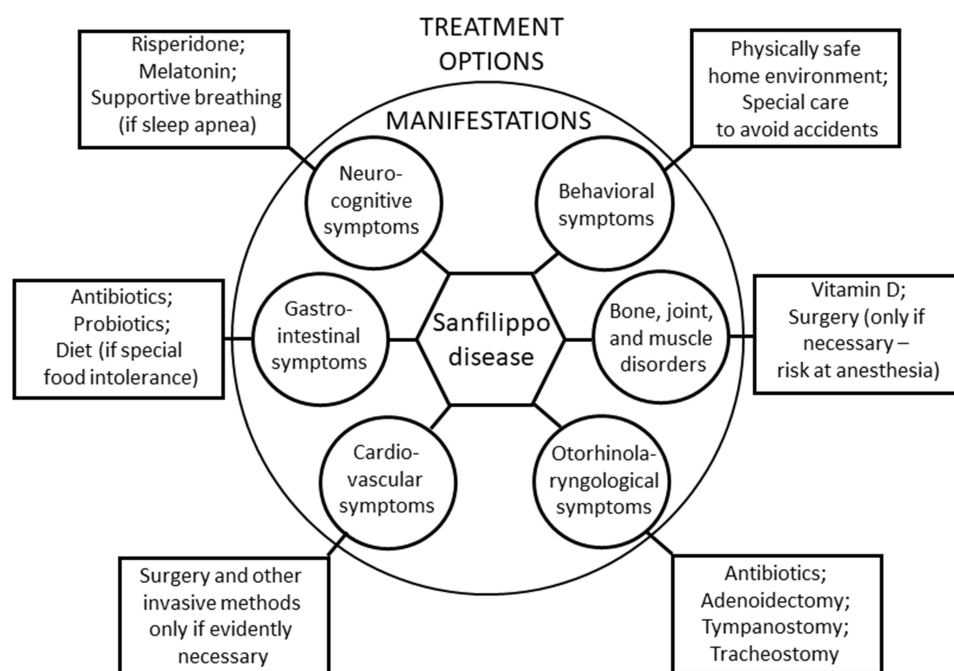 TREATMENT
OPTIONS
MANIFESTATIONS
Risperidone;
Melatonin;
Supportive breathing
(if sleep apnea)
Physically safe
home environment;
Special care
to avoid accidents
Neuro-
cognitive
symptoms
Behavioral
symptoms
Antibiotics;
Probiotics;
Diet (if special
food intolerance)
Gastro-
intestinal
symptoms
Sanfilippo
disease
Bone, joint,
and muscle
disorders
Vitamin D;
Surgery (only if
necessary –
risk at anesthesia)
Cardio-
vascular
symptoms
Otorhinola-
ryngological
symptoms
Surgery and other
invasive methods
only if evidently
necessary
Antibiotics;
Adenoidectomy;
Tympanostomy;
Tracheostomy